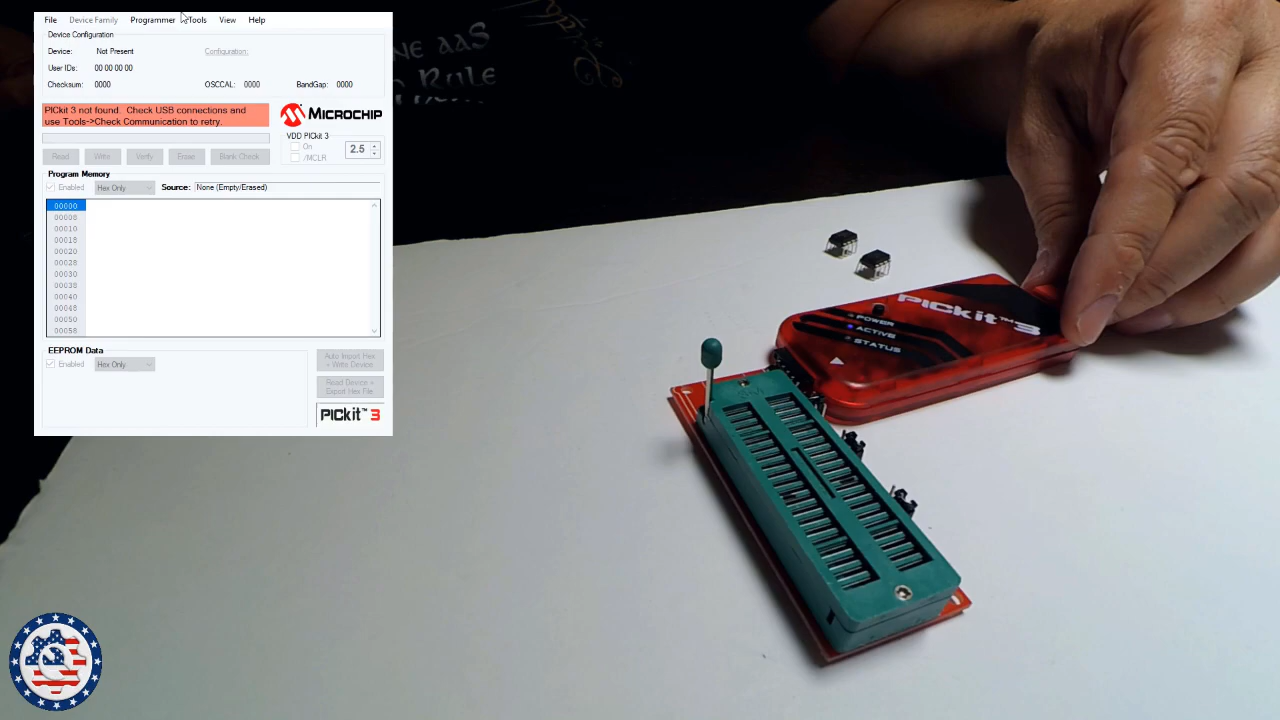 File Device Family Programmer Tools View Help
Device Configuration
Device: Not Present Configuration:
User IDs: 00 00 00 00
Checksum: 0000 OSCCAL: 0000 BandGap: 0000
PICkit 3 not found. Check USB connections and
use Tools->Check Communication to retry.
MICROCHIP
VDD PICkit 3
On
/MCLR
2.5
Read Write Verify Erase Blank Check
Program Memory
Enabled Hex Only Source: None (Empty/Erased)
00000
00008
00010
00018
00020
00028
00030
00038
00040
00048
00050
00058
EEPROM Data
Enabled Hex Only
Auto Import Hex
+ Write Device
Read Device +
Export Hex File
PICkit™ 3
RULE
PICkit™ 3
POWER
ACTIVE
STATUS